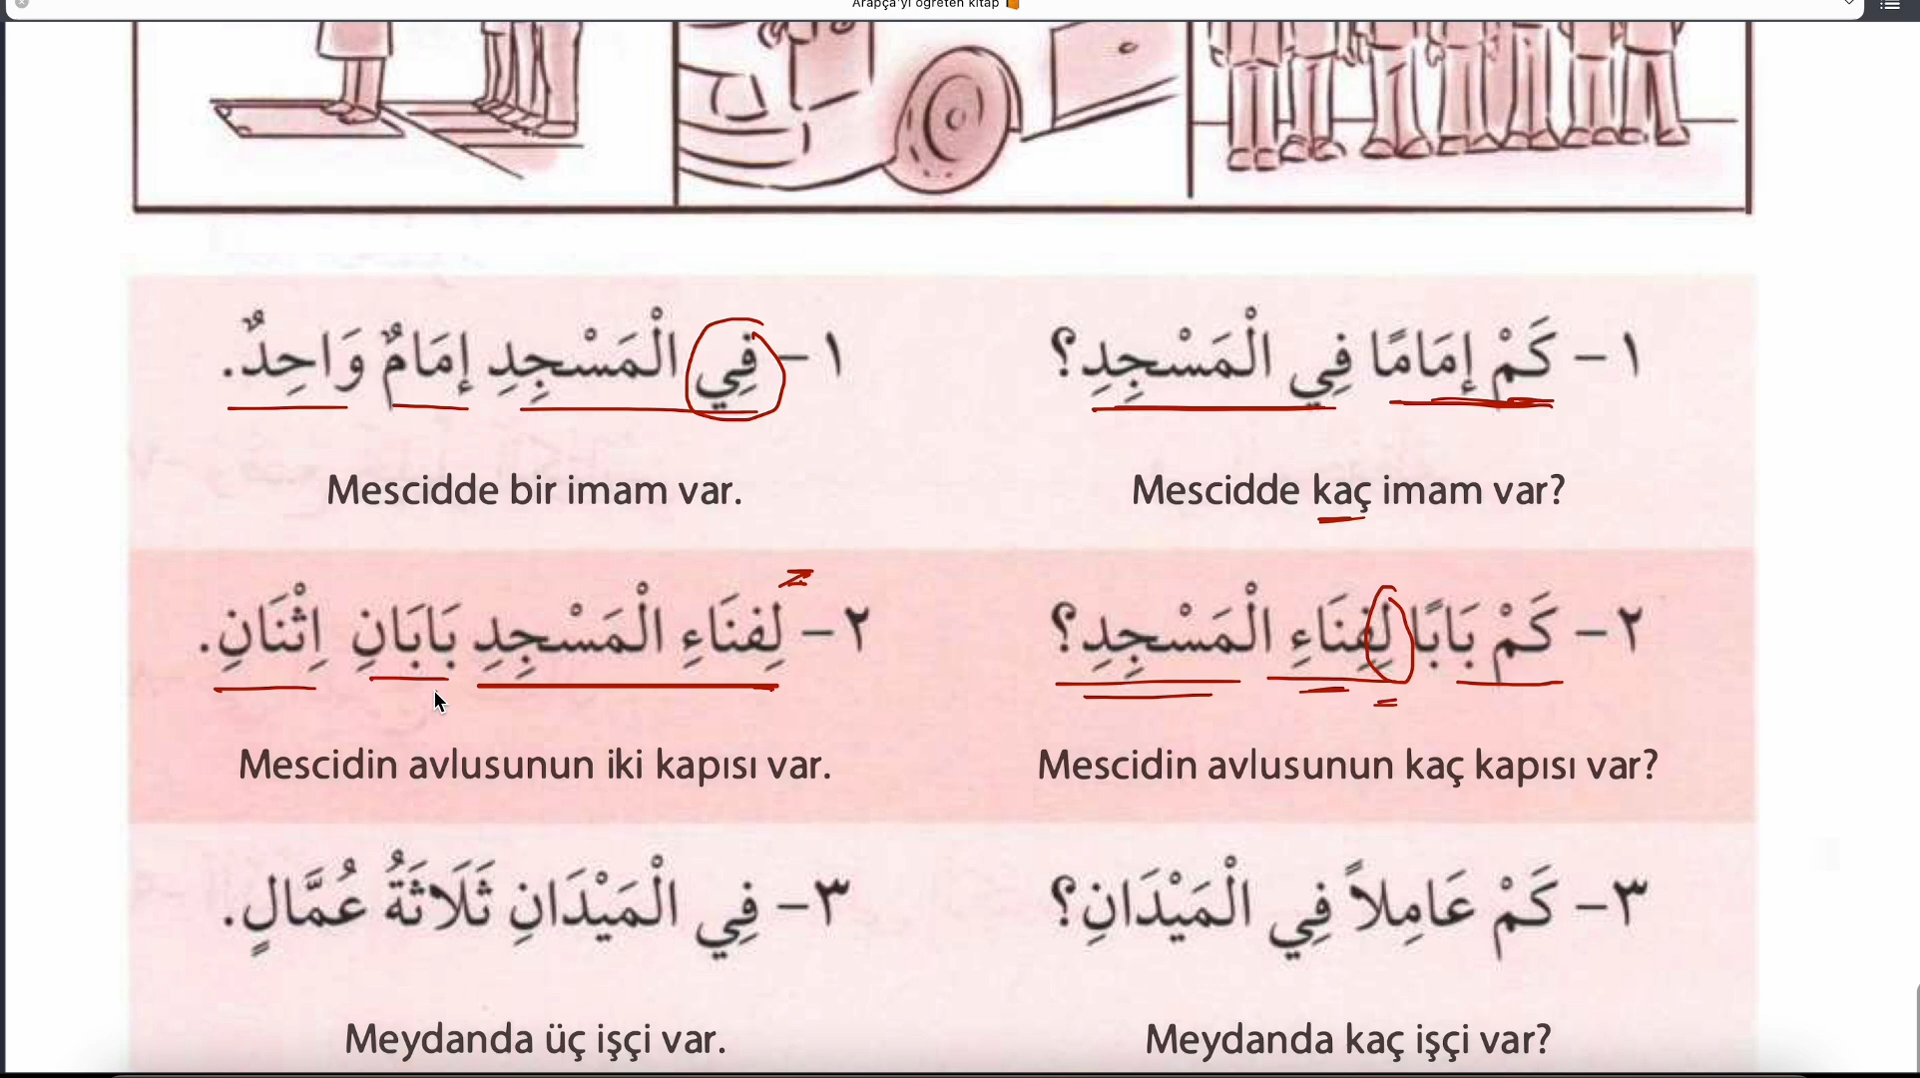 Arapça'yı öğreten kitap
١ – كَمْ إِمَامًا فِي الْمَسْجِدِ؟
١ – فِي الْمَسْجِدِ إِمَامٌ وَاحِدٌ.
Mescidde kaç imam var?
Mescidde bir imam var.
٢ – كَمْ بَابًا لِفِنَاءِ الْمَسْجِدِ؟
٢ – لِفنَاءِ الْمَسْجِدِ بَابَانِ اِثْنَانِ.
Mescidin avlusunun kaç kapısı var?
Mescidin avlusunun iki kapısı var.
٣ – كَمْ عَامِلاً فِي الْمَيْدَانِ؟
٣ – فِي الْمَيْدَانِ ثَلَاثَةُ عُمَّالٍ.
Meydanda kaç işçi var?
Meydanda üç işçi var.